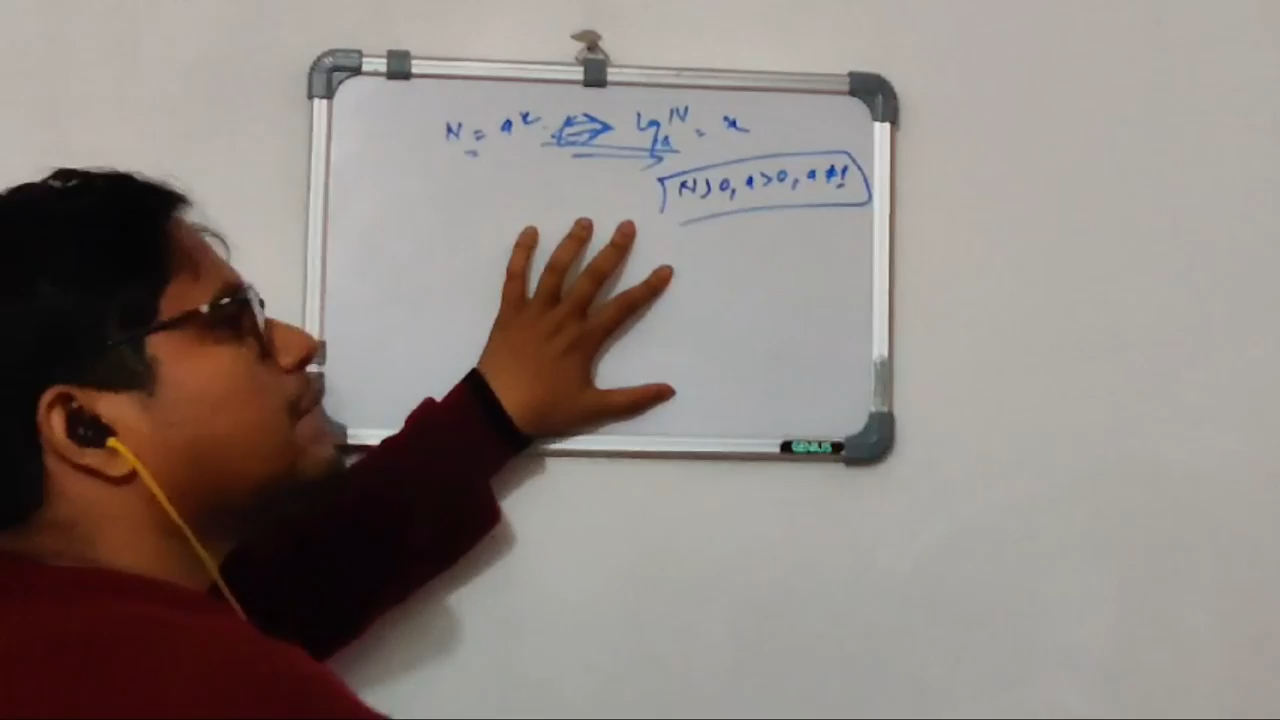 N = a^x ⟺ log_a N = x
N > 0, a > 0, a ≠ 1
GENIUS